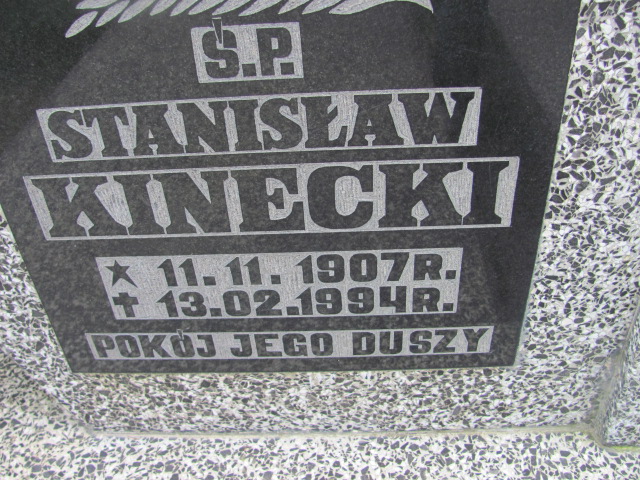 Ś.P.
STANISŁAW
KINECKI
★ 11.11.1907R.
✝ 13.02.1994R.
POKÓJ JEGO DUSZY